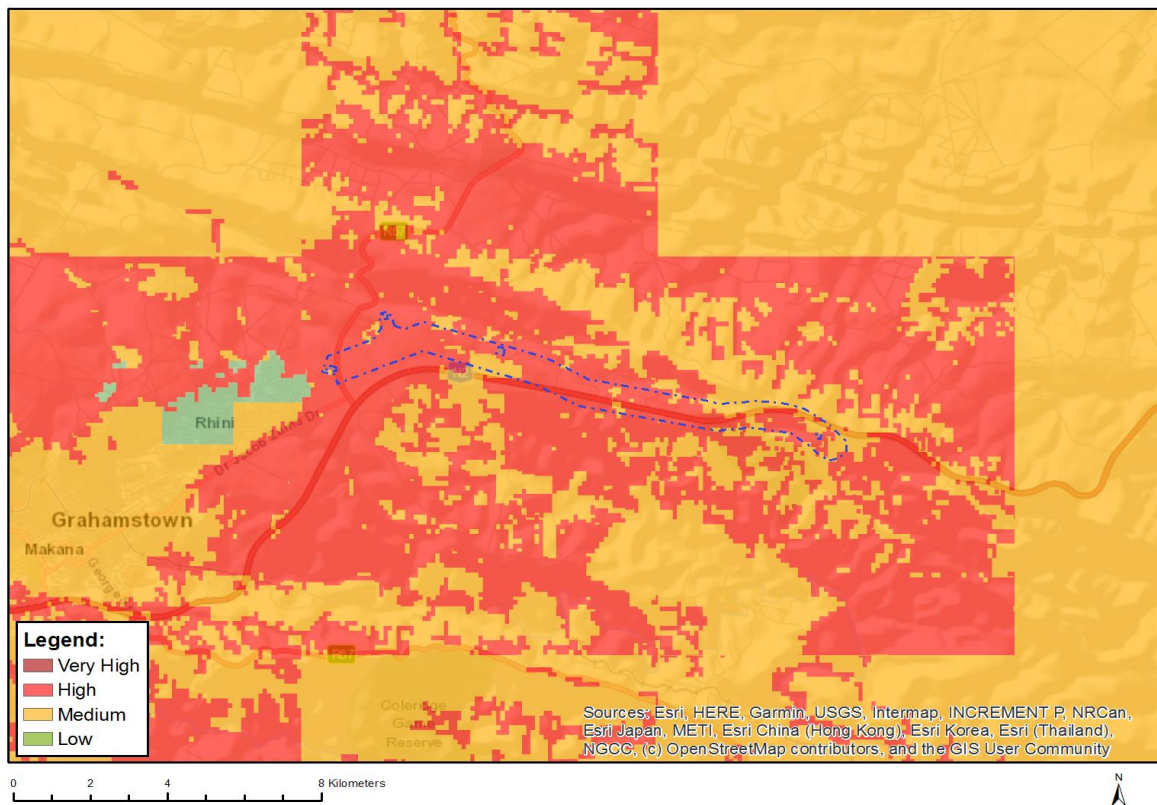 Rhini
Dr Jacob Zuma Dr
Grahamstown
Makana
George
R67
Coleridge
Game
Reserve
Legend:
Very High
High
Medium
Low
Sources: Esri, HERE, Garmin, USGS, Intermap, INCREMENT P, NRCan,
Esri Japan, METI, Esri China (Hong Kong), Esri Korea, Esri (Thailand),
NGCC, (c) OpenStreetMap contributors, and the GIS User Community
0 2 4 8 Kilometers
N